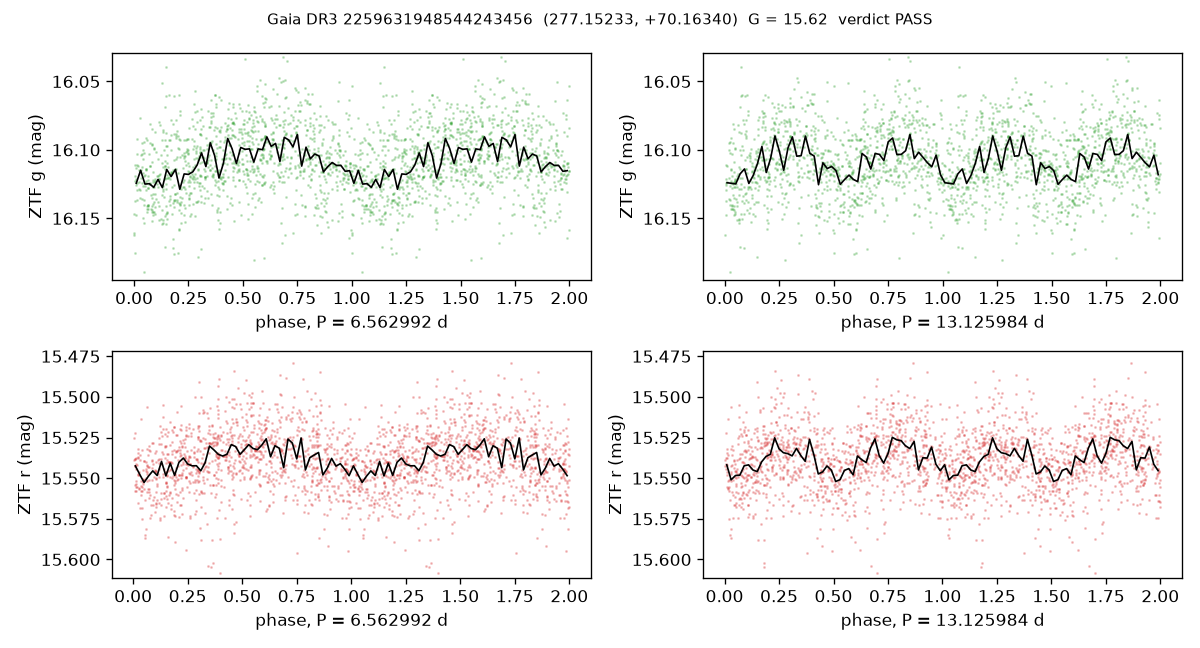 Gaia DR3 2259631948544243456 (277.15233, +70.16340) G = 15.62 verdict PASS
ZTF g (mag)
16.05
16.10
16.15
0.00 0.25 0.50 0.75 1.00 1.25 1.50 1.75 2.00
phase, P = 6.562992 d
ZTF g (mag)
16.05
16.10
16.15
0.00 0.25 0.50 0.75 1.00 1.25 1.50 1.75 2.00
phase, P = 13.125984 d
ZTF r (mag)
15.475
15.500
15.525
15.550
15.575
15.600
0.00 0.25 0.50 0.75 1.00 1.25 1.50 1.75 2.00
phase, P = 6.562992 d
ZTF r (mag)
15.475
15.500
15.525
15.550
15.575
15.600
0.00 0.25 0.50 0.75 1.00 1.25 1.50 1.75 2.00
phase, P = 13.125984 d